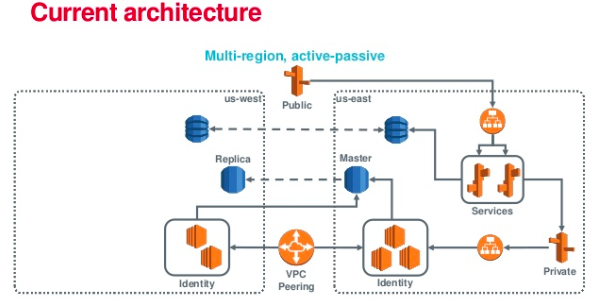 Current architecture
Multi-region, active-passive
us-west
Public
us-east
Replica
Master
Services
Identity
VPC
Peering
Identity
Private